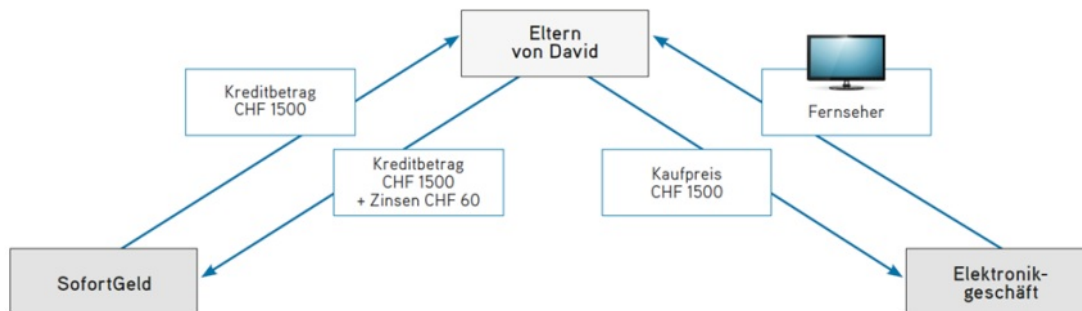 Eltern
von David
Kreditbetrag
CHF 1500
Fernseher
Kreditbetrag
CHF 1500
+ Zinsen CHF 60
Kaufpreis
CHF 1500
SofortGeld
Elektronik-
geschäft